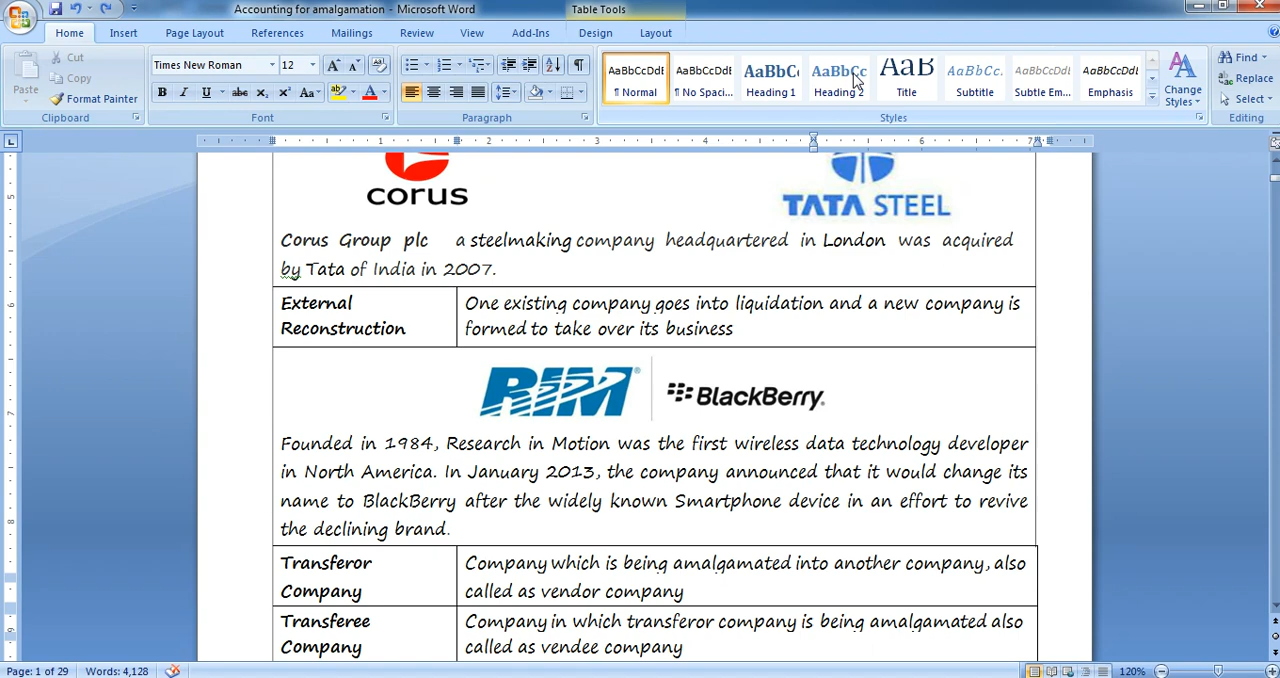 Accounting for amalgamation - Microsoft Word
Table Tools
Home Insert Page Layout References Mailings Review View Add-Ins Design Layout
Paste
Cut
Copy
Format Painter
Clipboard
Times New Roman 12
B I U abc x₂ x² Aa ab A
Font
Paragraph
AaBbCcDdE ¶ Normal
AaBbCcDdE ¶ No Spaci...
AaBbC Heading 1
AaBbCc Heading 2
AaB Title
AaBbCc. Subtitle
AaBbCcDdE Subtle Em...
AaBbCcDdE Emphasis
Change Styles
Styles
Find
Replace
Select
Editing
corus
TATA STEEL
Corus Group plc a steelmaking company headquartered in London was acquired
by Tata of India in 2007.
External One existing company goes into liquidation and a new company is
Reconstruction formed to take over its business
RIM BlackBerry
Founded in 1984, Research in Motion was the first wireless data technology developer
in North America. In January 2013, the company announced that it would change its
name to BlackBerry after the widely known Smartphone device in an effort to revive
the declining brand.
Transferor Company which is being amalgamated into another company, also
Company called as vendor company
Transferee Company in which transferor company is being amalgamated also
Company called as vendee company
Page: 1 of 29 Words: 4,128 120%